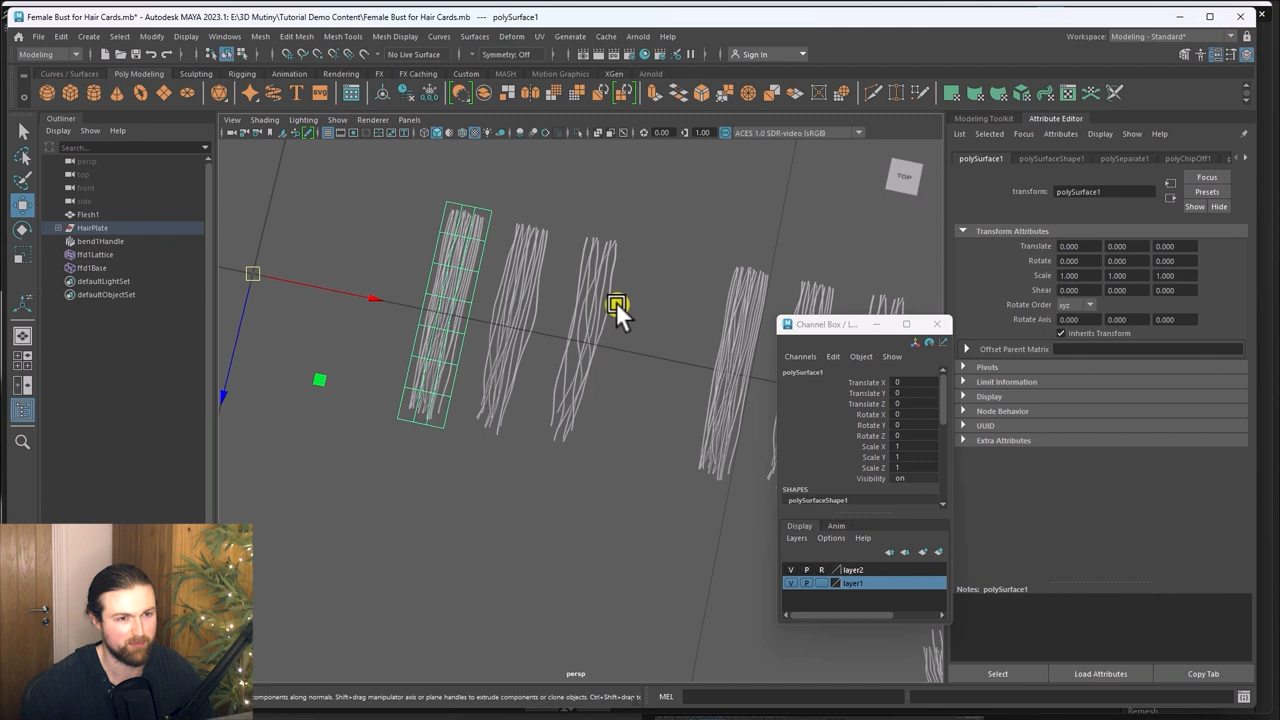 Female Bust for Hair Cards.mb* - Autodesk MAYA 2023.1: E:\3D Mutiny\Tutorial Demo Content\Female Bust for Hair Cards.mb --- polySurface1
File Edit Create Select Modify Display Windows Mesh Edit Mesh Mesh Tools Mesh Display Curves Surfaces Deform UV Generate Cache Arnold Help
Workspace: Modeling - Standard*
Modeling
No Live Surface
Symmetry: Off
Sign In
Curves / Surfaces Poly Modeling Sculpting Rigging Animation Rendering FX FX Caching Custom MASH Motion Graphics XGen Arnold
Outliner
Display Show Help
Search...
persp
top
front
side
Flesh1
HairPlate
bend1Handle
ffd1Lattice
ffd1Base
defaultLightSet
defaultObjectSet
View Shading Lighting Show Renderer Panels
0.00 1.00 ACES 1.0 SDR-video (sRGB)
TOP
persp
Channel Box / L...
Channels Edit Object Show
polySurface1
Translate X 0
Translate Y 0
Translate Z 0
Rotate X 0
Rotate Y 0
Rotate Z 0
Scale X 1
Scale Y 1
Scale Z 1
Visibility on
SHAPES
polySurfaceShape1
Display Anim
Layers Options Help
V P R layer2
V P layer1
Modeling Toolkit Attribute Editor
List Selected Focus Attributes Display Show Help
polySurface1 polySurfaceShape1 polySeparate1 polyChipOff1
Focus
transform: polySurface1 Presets
Show Hide
Transform Attributes
Translate 0.000 0.000 0.000
Rotate 0.000 0.000 0.000
Scale 1.000 1.000 1.000
Shear 0.000 0.000 0.000
Rotate Order xyz
Rotate Axis 0.000 0.000 0.000
Inherits Transform
Offset Parent Matrix
Pivots
Limit Information
Display
Node Behavior
UUID
Extra Attributes
Notes: polySurface1
Select Load Attributes Copy Tab
components along normals. Shift+drag manipulator axis or plane handles to extrude components or clone objects. Ctrl+Shift+drag to
MEL